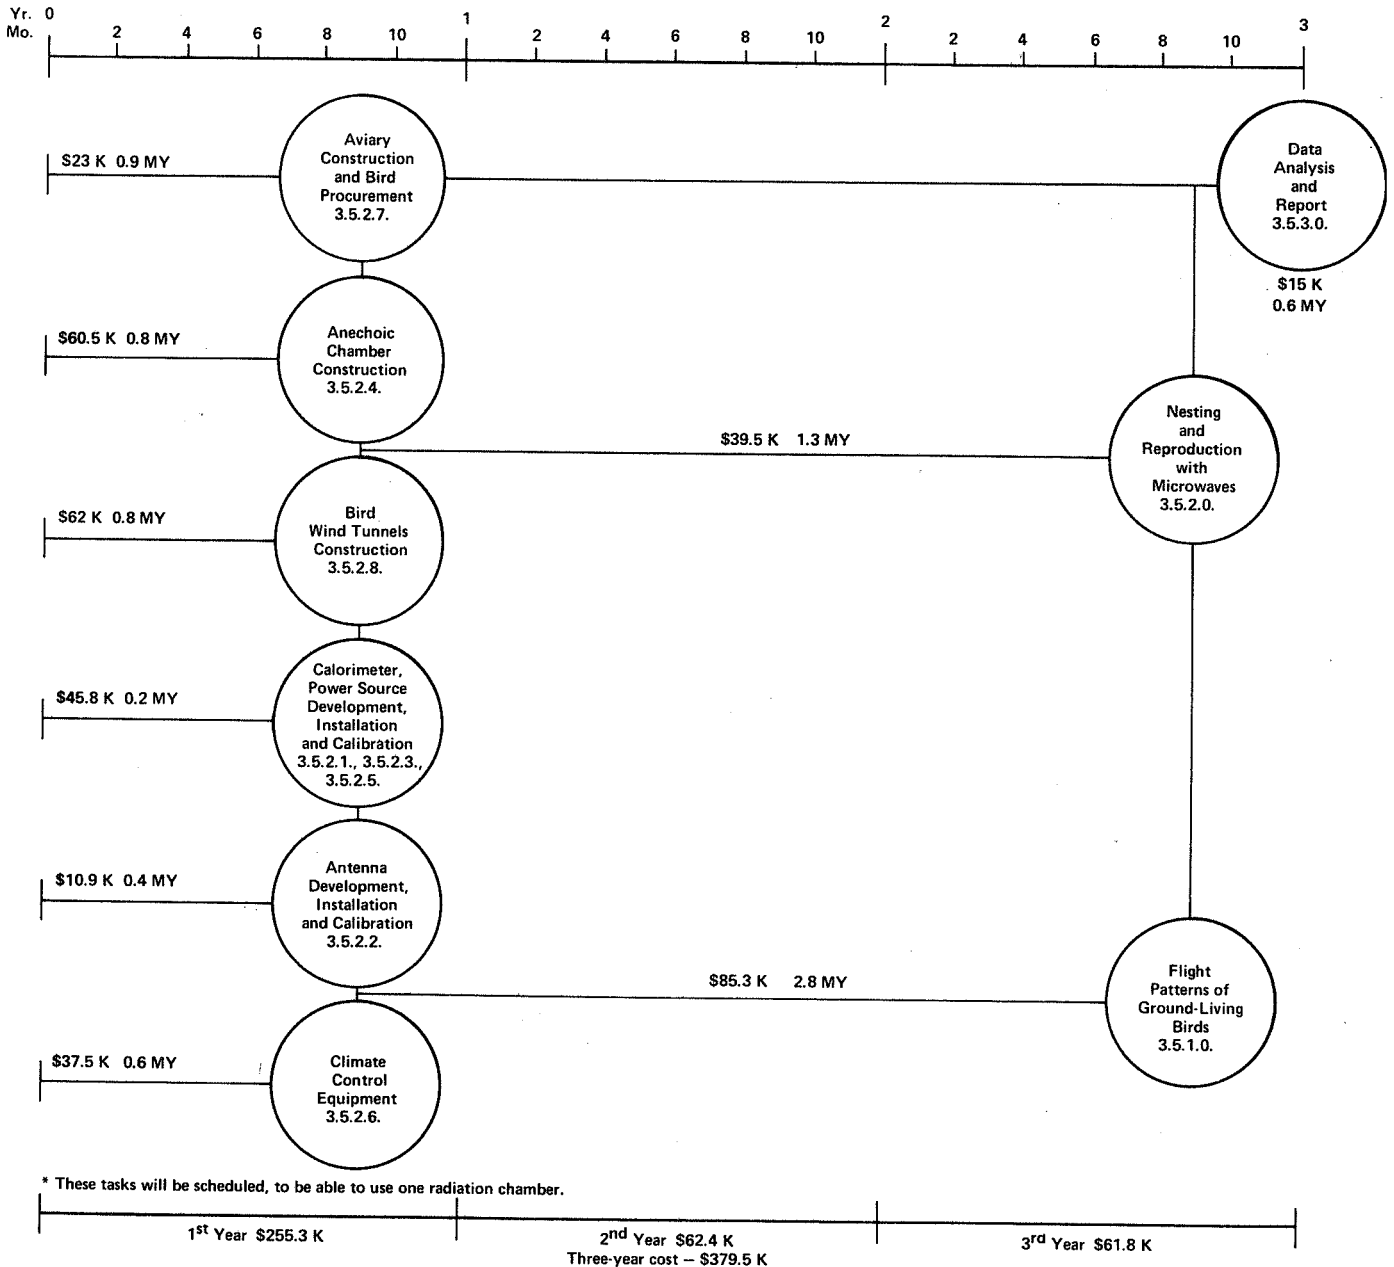 Yr. 0 1 2 3
Mo. 2 4 6 8 10 2 4 6 8 10 2 4 6 8 10
$23 K 0.9 MY
Aviary
Construction
and Bird
Procurement
3.5.2.7.
Data
Analysis
and
Report
3.5.3.0.
$15 K
0.6 MY
$60.5 K 0.8 MY
Anechoic
Chamber
Construction
3.5.2.4.
$39.5 K 1.3 MY
Nesting
and
Reproduction
with
Microwaves
3.5.2.0.
$62 K 0.8 MY
Bird
Wind Tunnels
Construction
3.5.2.8.
$45.8 K 0.2 MY
Calorimeter,
Power Source
Development,
Installation
and Calibration
3.5.2.1., 3.5.2.3.,
3.5.2.5.
$10.9 K 0.4 MY
Antenna
Development,
Installation
and Calibration
3.5.2.2.
$85.3 K 2.8 MY
Flight
Patterns of
Ground-Living
Birds
3.5.1.0.
$37.5 K 0.6 MY
Climate
Control
Equipment
3.5.2.6.
* These tasks will be scheduled, to be able to use one radiation chamber.
1st Year $255.3 K
2nd Year $62.4 K
3rd Year $61.8 K
Three-year cost – $379.5 K